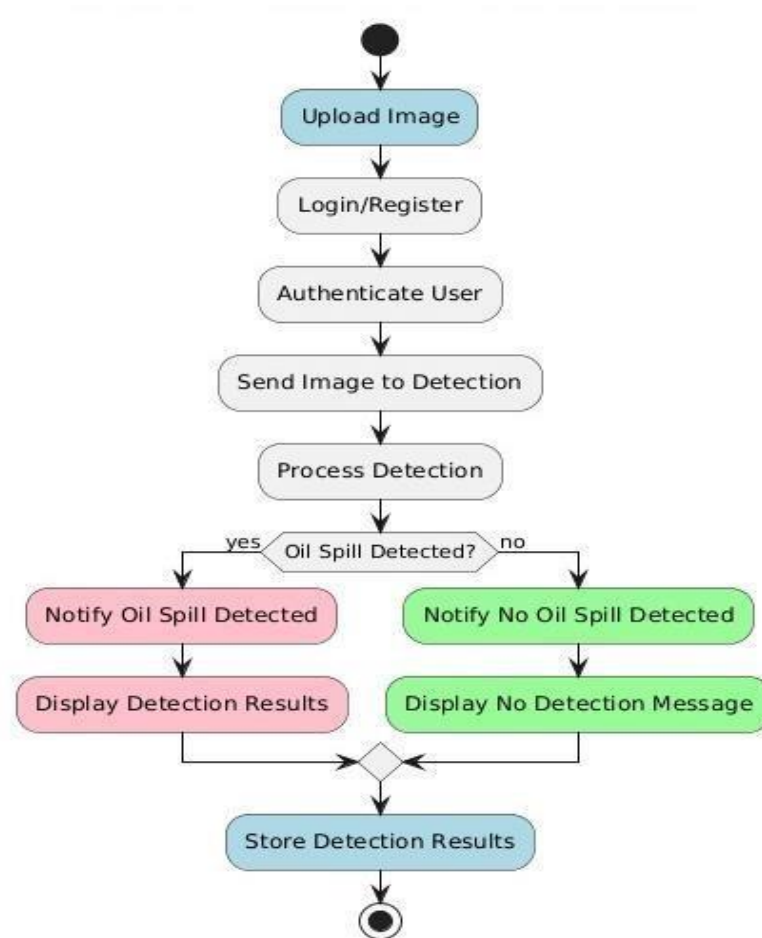 Upload Image
Login/Register
Authenticate User
Send Image to Detection
Process Detection
yes
Oil Spill Detected?
no
Notify Oil Spill Detected
Notify No Oil Spill Detected
Display Detection Results
Display No Detection Message
Store Detection Results